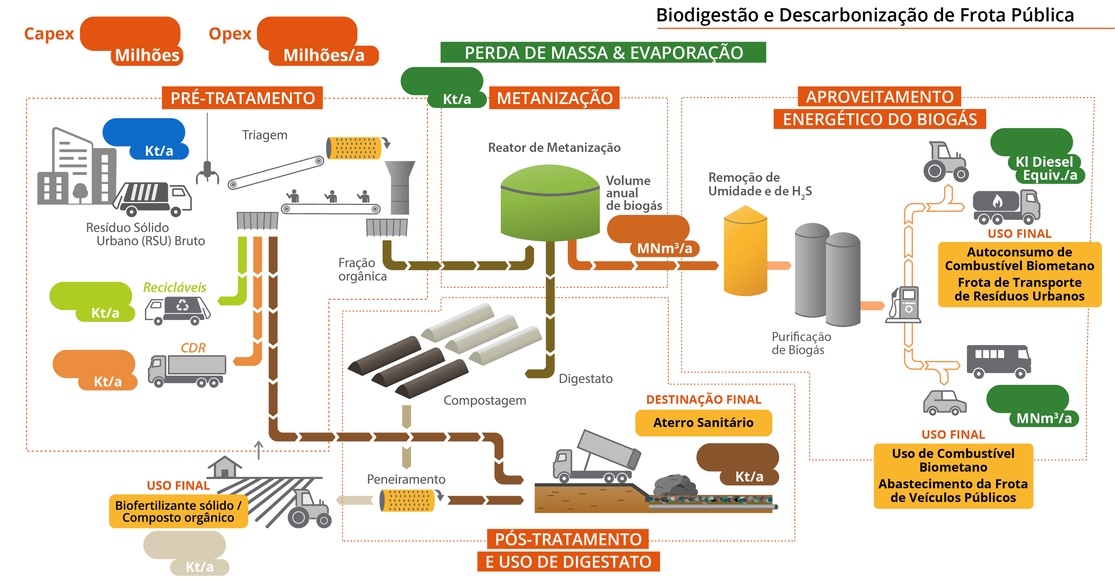 Biodigestão e Descarbonização de Frota Pública
Capex
Milhões
Opex
Milhões/a
PERDA DE MASSA & EVAPORAÇÃO
Kt/a
PRÉ-TRATAMENTO
METANIZAÇÃO
APROVEITAMENTO
ENERGÉTICO DO BIOGÁS
Kt/a
Triagem
Resíduo Sólido
Urbano (RSU) Bruto
Fração
orgânica
Recicláveis
Kt/a
CDR
Kt/a
Reator de Metanização
Volume
anual
de biogás
MNm³/a
Remoção de
Umidade e de H₂S
Purificação
de Biogás
Kl Diesel
Equiv./a
USO FINAL
Autoconsumo de
Combustível Biometano
Frota de Transporte
de Resíduos Urbanos
MNm³/a
USO FINAL
Uso de Combustível
Biometano
Abastecimento da Frota
de Veículos Públicos
Digestato
Compostagem
DESTINAÇÃO FINAL
Aterro Sanitário
Kt/a
Peneiramento
USO FINAL
Biofertilizante sólido /
Composto orgânico
Kt/a
PÓS-TRATAMENTO
E USO DE DIGESTATO